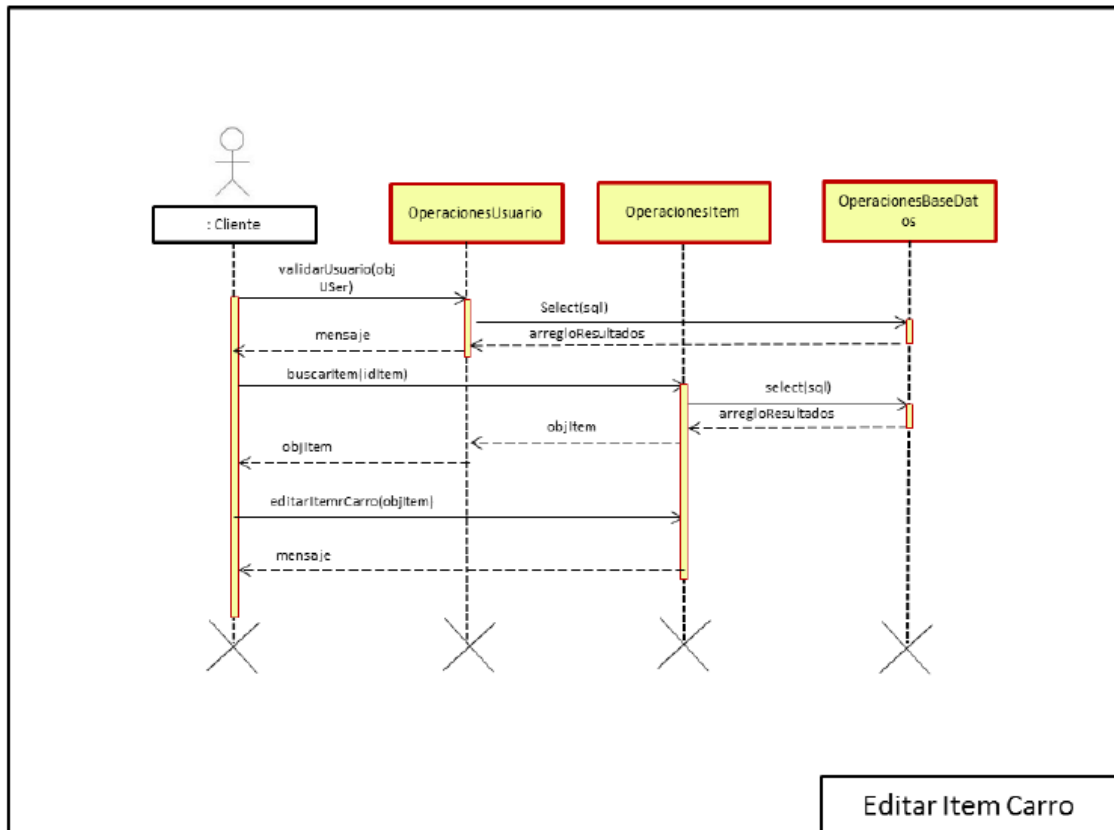 : Cliente
OperacionesUsuario
OperacionesItem
OperacionesBaseDat
os
validarUsuario(obj
USer)
Select(sql)
arregloResultados
mensaje
buscarItem(idItem)
select(sql)
arregloResultados
objItem
objItem
editarItemrCarro(objItem)
mensaje
Editar Item Carro